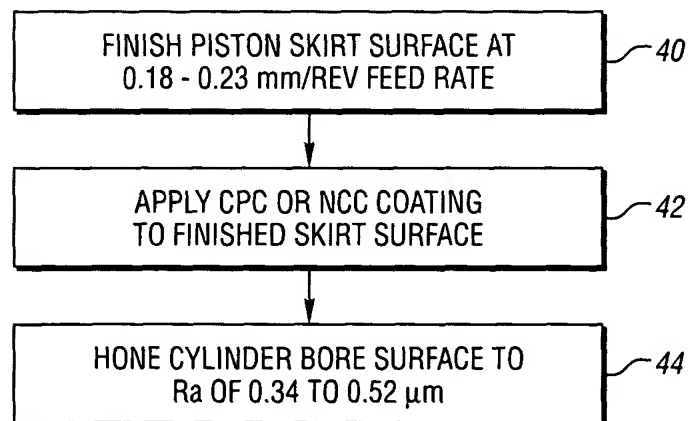 FINISH PISTON SKIRT SURFACE AT
0.18 - 0.23 mm/REV FEED RATE
40
APPLY CPC OR NCC COATING
TO FINISHED SKIRT SURFACE
42
HONE CYLINDER BORE SURFACE TO
Ra OF 0.34 TO 0.52 µm
44